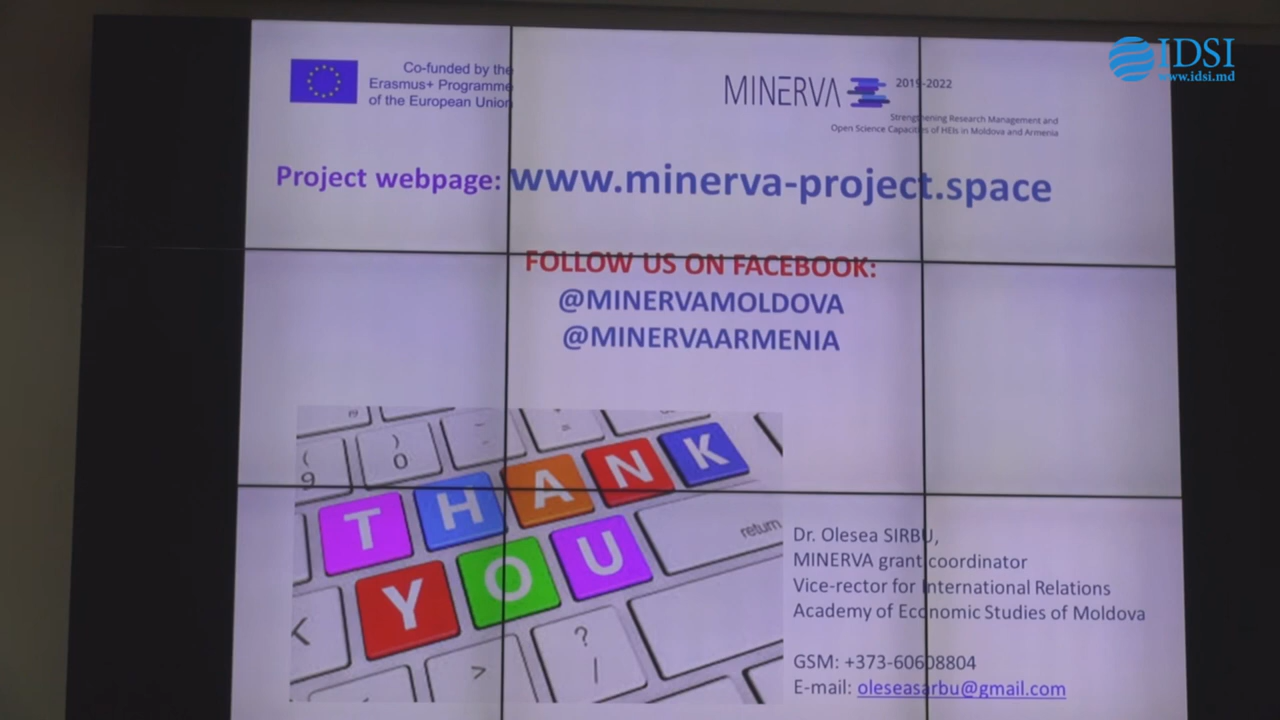 IDSI
www.idsi.md
Co-funded by the
Erasmus+ Programme
of the European Union
MINERVA
2019-2022
Strengthening Research Management and
Open Science Capacities of HEIs in Moldova and Armenia
Project webpage: www.minerva-project.space
FOLLOW US ON FACEBOOK:
@MINERVAMOLDOVA
@MINERVAARMENIA
( 9
) 0
THANK
YOU
return
<
>
? /
Dr. Olesea SIRBU,
MINERVA grant coordinator
Vice-rector for International Relations
Academy of Economic Studies of Moldova
GSM: +373-60608804
E-mail: oleseasarbu@gmail.com